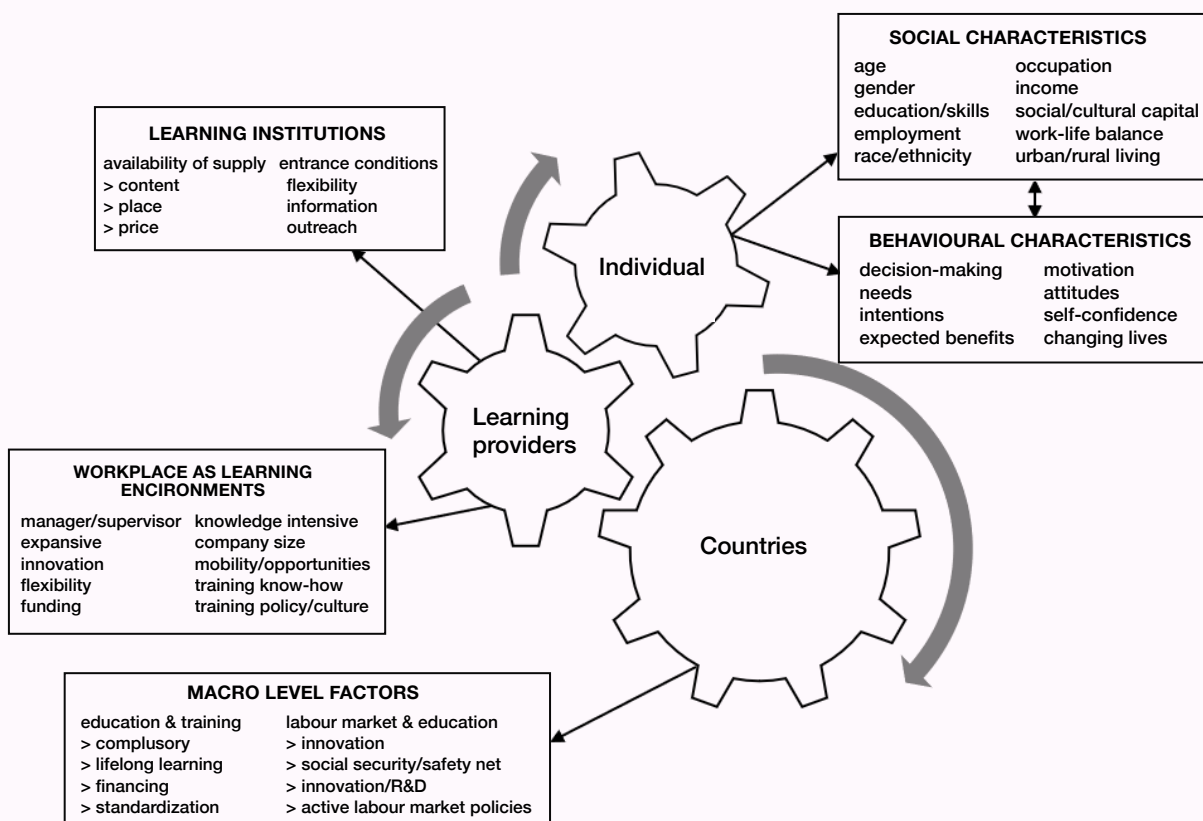 SOCIAL CHARACTERISTICS
age
gender
education/skills
employment
race/ethnicity
occupation
income
social/cultural capital
work-life balance
urban/rural living
LEARNING INSTITUTIONS
availability of supply
> content
> place
> price
entrance conditions
flexibility
information
outreach
Individual
BEHAVIOURAL CHARACTERISTICS
decision-making
needs
intentions
expected benefits
motivation
attitudes
self-confidence
changing lives
Learning
providers
WORKPLACE AS LEARNING
ENCIRONMENTS
manager/supervisor
expansive
innovation
flexibility
funding
knowledge intensive
company size
mobility/opportunities
training know-how
training policy/culture
Countries
MACRO LEVEL FACTORS
education & training
> complusory
> lifelong learning
> financing
> standardization
labour market & education
> innovation
> social security/safety net
> innovation/R&D
> active labour market policies